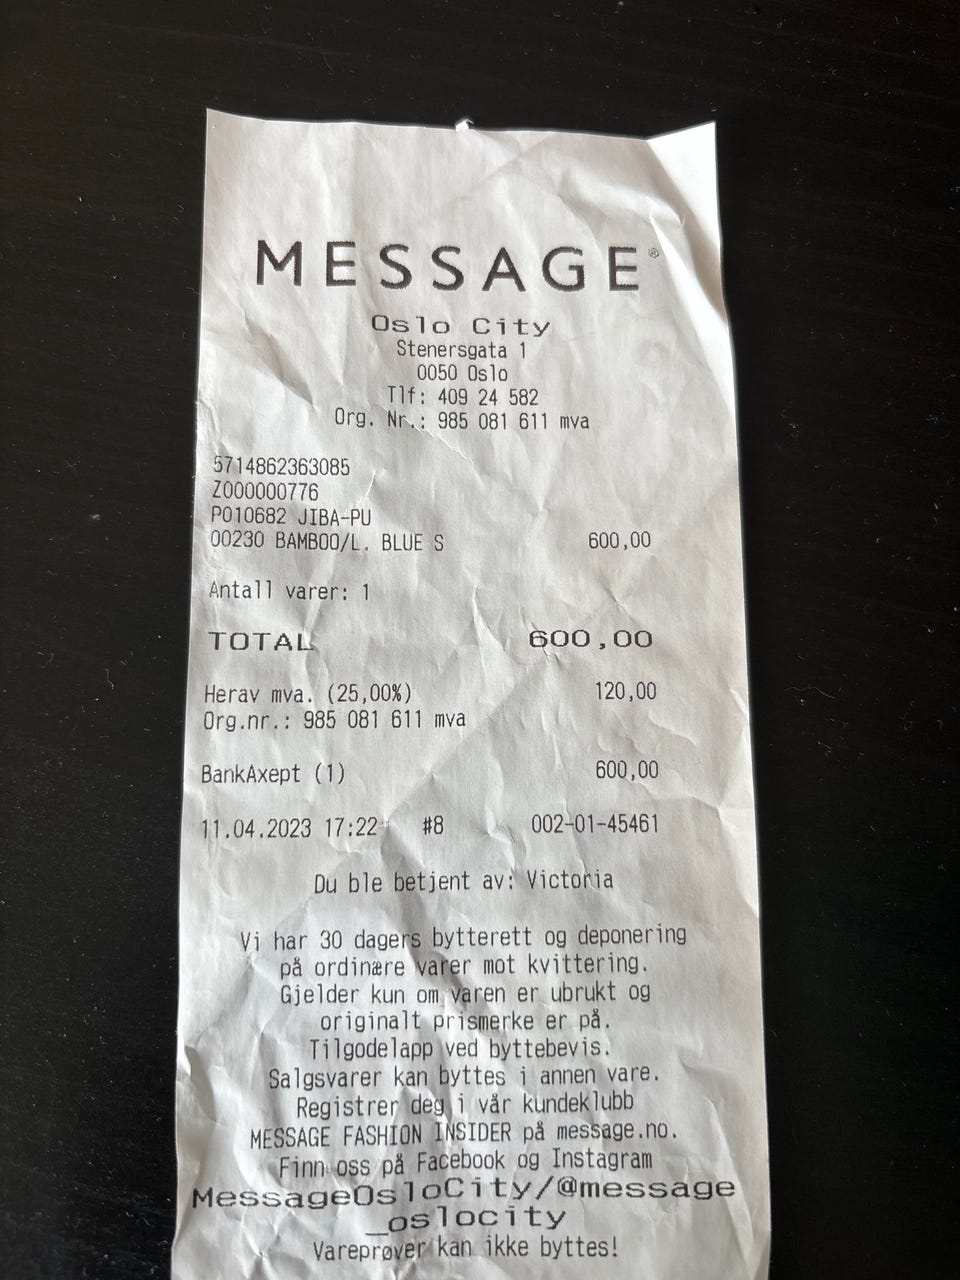 MESSAGE®
Oslo City
Stenersgata 1
0050 Oslo
Tlf: 409 24 582
Org. Nr.: 985 081 611 mva
5714862363085
Z000000776
PO10682 JIBA-PU
00230 BAMBOO/L. BLUE S 600,00
Antall varer: 1
TOTAL 600,00
Herav mva. (25,00%) 120,00
Org.nr.: 985 081 611 mva
BankAxept (1) 600,00
11.04.2023 17:22 #8 002-01-45461
Du ble betjent av: Victoria
Vi har 30 dagers bytterett og deponering
på ordinære varer mot kvittering.
Gjelder kun om varen er ubrukt og
originalt prismerke er på.
Tilgodelapp ved byttebevis.
Salgsvarer kan byttes i annen vare.
Registrer deg i vår kundeklubb
MESSAGE FASHION INSIDER på message.no.
Finn oss på Facebook og Instagram
MessageOsloCity/@message
_oslocity
Vareprøver kan ikke byttes!